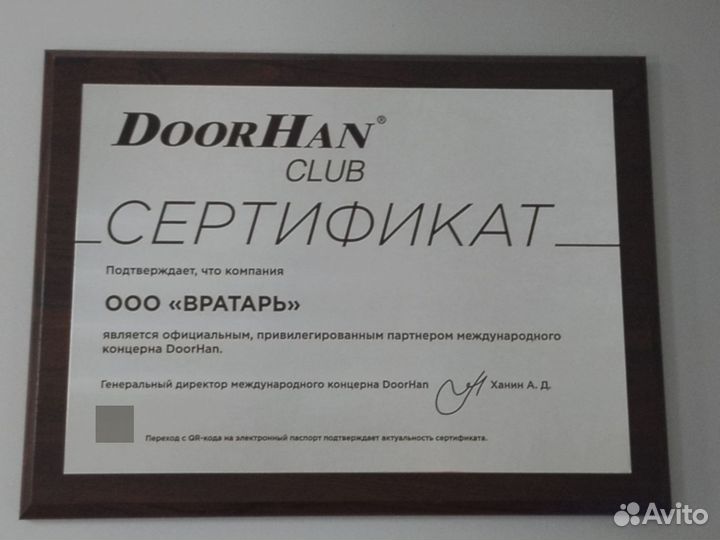 DOORHAN®
CLUB
СЕРТИФИКАТ
Подтверждает, что компания
ООО «ВРАТАРЬ»
является официальным, привилегированным партнером международного
концерна DoorHan.
Генеральный директор международного концерна DoorHan Ханин А. Д.
Переход с QR-кода на электронный паспорт подтверждает актуальность сертификата.
Avito